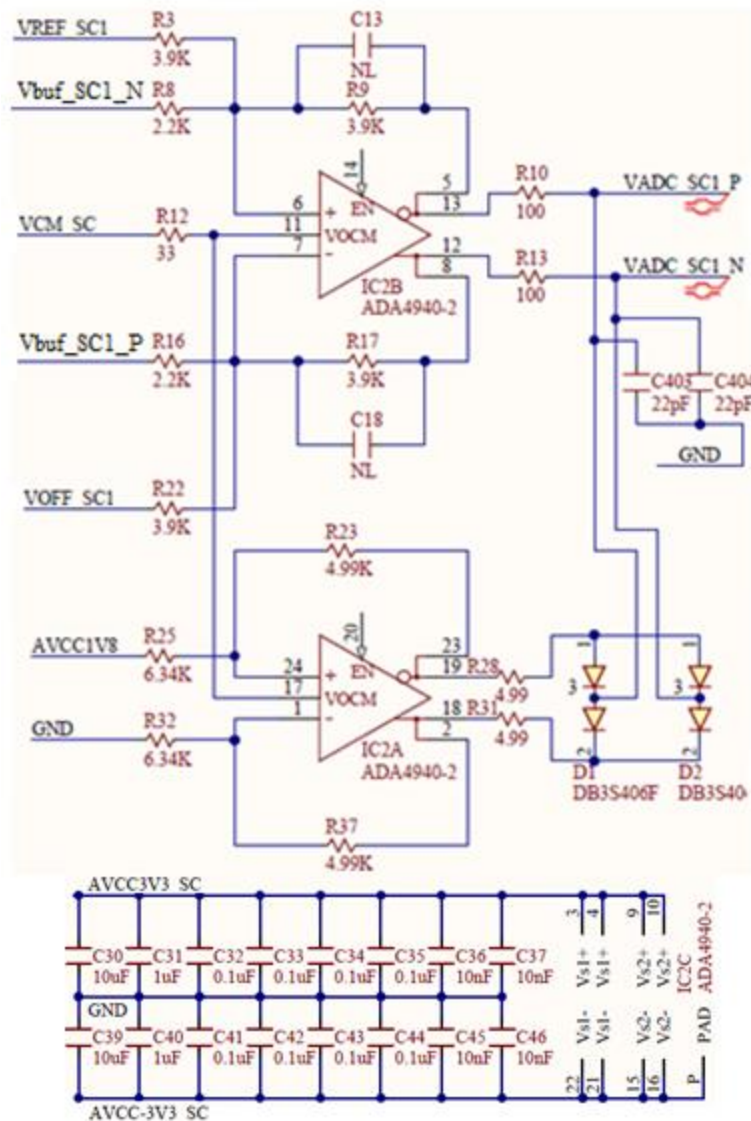 VREF_SC1 R3 3.9K C13 NL
Vbuf_SC1_N R8 2.2K R9 3.9K
14 EN 5 R10 100 VADC_SC1_P
6 + 13
VCM_SC R12 33 11 VOCM 12 R13 100 VADC_SC1_N
7 - 8
IC2B
ADA4940-2
Vbuf_SC1_P R16 2.2K R17 3.9K
C403 22pF C404 22pF
C18 NL
GND
VOFF_SC1 R22 3.9K
R23 4.99K
20 EN 23
AVCC1V8 R25 6.34K 24 + 19 R28 4.99
17 VOCM 18 R31 4.99
GND R32 6.34K 1 - 2
IC2A
ADA4940-2
1 3 2 D1 DB3S406F
1 3 2 D2 DB3S40
R37 4.99K
AVCC3V3_SC
C30 10uF C31 1uF C32 0.1uF C33 0.1uF C34 0.1uF C35 0.1uF C36 10nF C37 10nF
GND
C39 10uF C40 1uF C41 0.1uF C42 0.1uF C43 0.1uF C44 0.1uF C45 10nF C46 10nF
AVCC-3V3_SC
3 4 9 10
Vs1+ Vs1+ Vs2+ Vs2+
Vs1- Vs1- Vs2- Vs2- PAD
22 21 15 16 P
IC2C
ADA4940-2